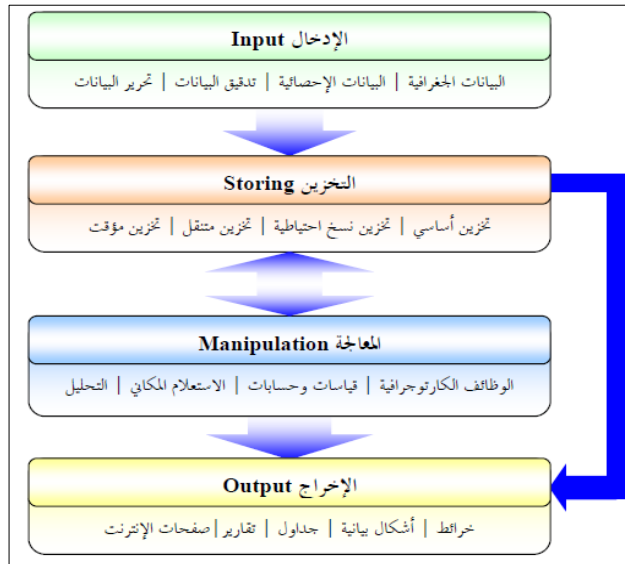 الإدخال Input
البيانات الجغرافية | البيانات الإحصائية | تدقيق البيانات | تحرير البيانات
التخزين Storing
تخزين أساسي | تخزين نسخ احتياطية | تخزين متنقل | تخزين مؤقت
المعالجة Manipulation
الوظائف الكارتوجرافية | قياسات وحسابات | الاستعلام المكاني | التحليل
الإخراج Output
خرائط | أشكال بيانية | جداول | تقارير | صفحات الإنترنت